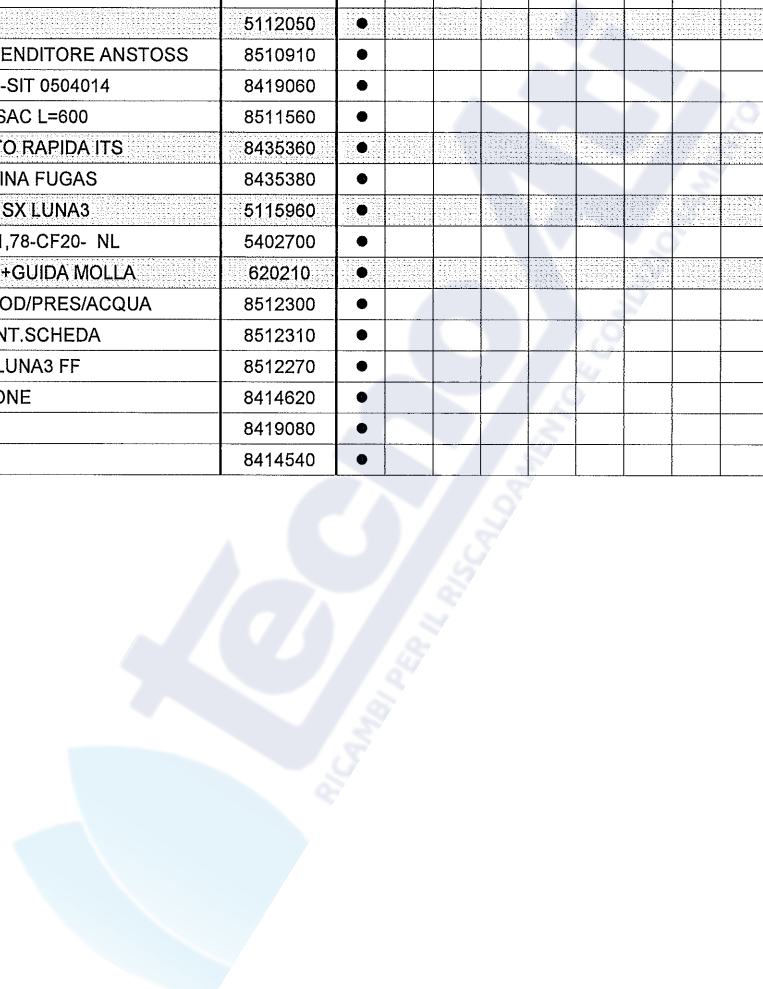 5112050 ●
ENDITORE ANSTOSS 8510910 ●
-SIT 0504014 8419060 ●
SAC L=600 8511560 ●
TO RAPIDA ITS 8435360 ●
INA FUGAS 8435380 ●
SX LUNA3 5115960 ●
1,78-CF20- NL 5402700 ●
+GUIDA MOLLA 620210 ●
OD/PRES/ACQUA 8512300 ●
NT.SCHEDA 8512310 ●
LUNA3 FF 8512270 ●
ONE 8414620 ●
8419080 ●
8414540 ●
tecnoAti
RICAMBI PER IL RISCALDAMENTO E CONDIZIONAMENTO